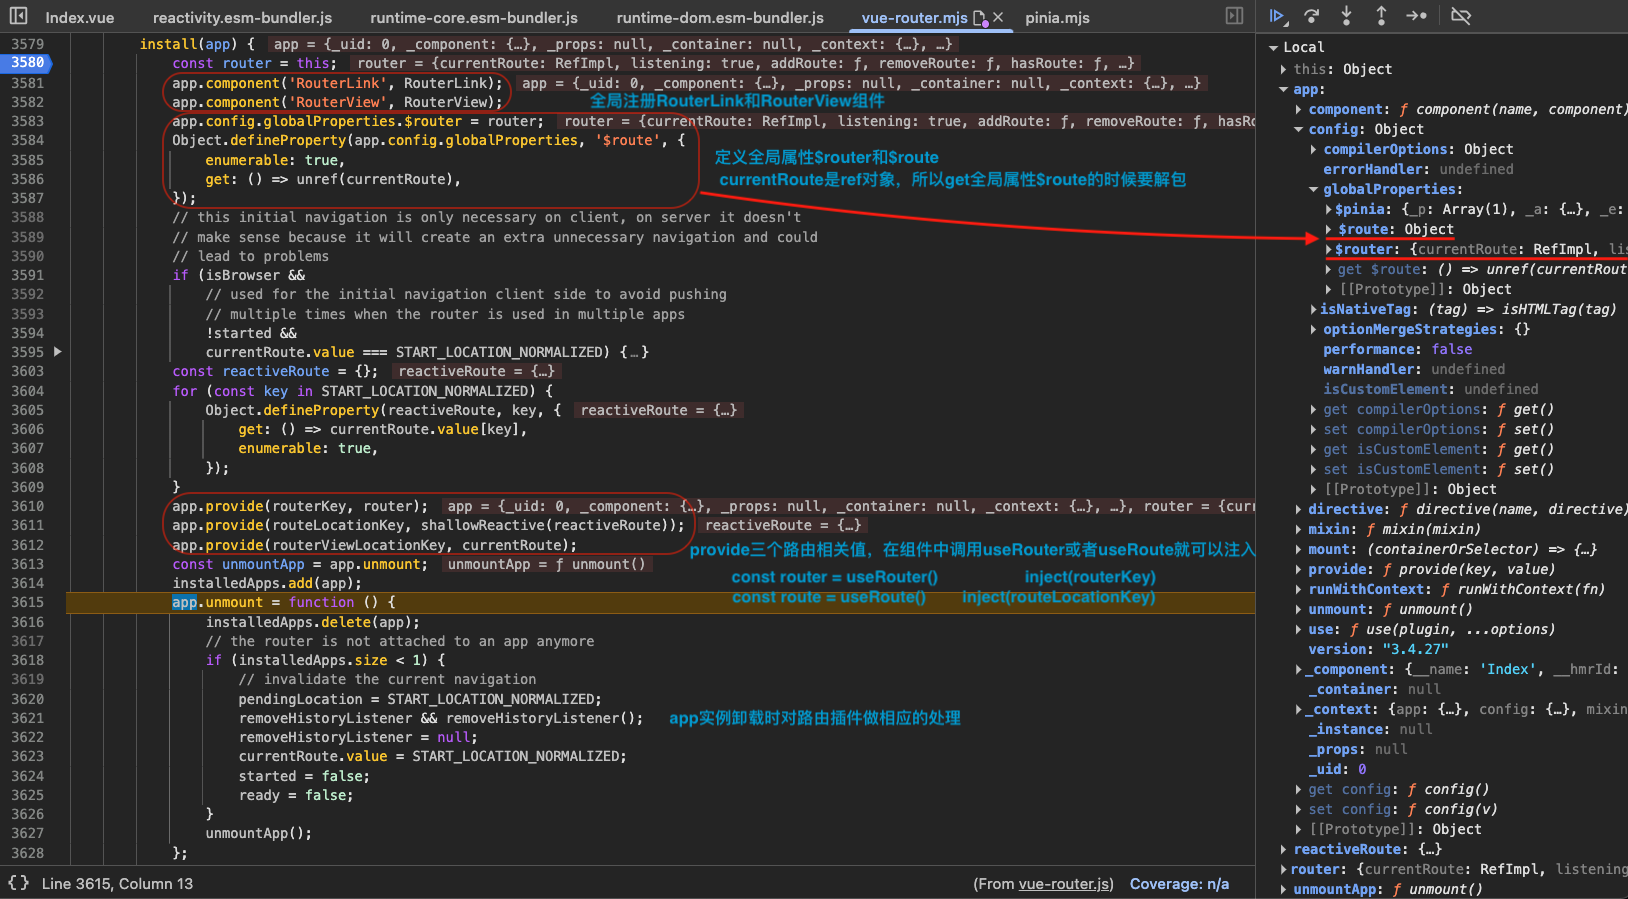 Index.vue reactivity.esm-bundler.js runtime-core.esm-bundler.js runtime-dom.esm-bundler.js vue-router.mjs pinia.mjs
3579 install(app) { app = {_uid: 0, _component: {…}, _props: null, _container: null, _context: {…}, …}
3580 const router = this; router = {currentRoute: RefImpl, listening: true, addRoute: ƒ, removeRoute: ƒ, hasRoute: ƒ, …}
3581 app.component('RouterLink', RouterLink); app = {_uid: 0, _component: {…}, _props: null, _container: null, _context: {…}, …}
3582 app.component('RouterView', RouterView); 全局注册RouterLink和RouterView组件
3583 app.config.globalProperties.$router = router; router = {currentRoute: RefImpl, listening: true, addRoute: ƒ, removeRoute: ƒ, hasRo
3584 Object.defineProperty(app.config.globalProperties, '$route', {
3585 enumerable: true, 定义全局属性$router和$route
3586 get: () => unref(currentRoute), currentRoute是ref对象，所以get全局属性$route的时候要解包
3587 });
3588 // this initial navigation is only necessary on client, on server it doesn't
3589 // make sense because it will create an extra unnecessary navigation and could
3590 // lead to problems
3591 if (isBrowser &&
3592 // used for the initial navigation client side to avoid pushing
3593 // multiple times when the router is used in multiple apps
3594 !started &&
3595 currentRoute.value === START_LOCATION_NORMALIZED) {…}
3603 const reactiveRoute = {}; reactiveRoute = {…}
3604 for (const key in START_LOCATION_NORMALIZED) {
3605 Object.defineProperty(reactiveRoute, key, { reactiveRoute = {…}
3606 get: () => currentRoute.value[key],
3607 enumerable: true,
3608 });
3609 }
3610 app.provide(routerKey, router); app = {_uid: 0, _component: {…}, _props: null, _container: null, _context: {…}, …}, router = {curr
3611 app.provide(routeLocationKey, shallowReactive(reactiveRoute)); reactiveRoute = {…}
3612 app.provide(routerViewLocationKey, currentRoute); provide三个路由相关值，在组件中调用useRouter或者useRoute就可以注入
3613 const unmountApp = app.unmount; unmountApp = ƒ unmount()
3614 installedApps.add(app); const router = useRouter() inject(routerKey)
3615 app.unmount = function () { const route = useRoute() inject(routeLocationKey)
3616 installedApps.delete(app);
3617 // the router is not attached to an app anymore
3618 if (installedApps.size < 1) {
3619 // invalidate the current navigation
3620 pendingLocation = START_LOCATION_NORMALIZED;
3621 removeHistoryListener && removeHistoryListener(); app实例卸载时对路由插件做相应的处理
3622 removeHistoryListener = null;
3623 currentRoute.value = START_LOCATION_NORMALIZED;
3624 started = false;
3625 ready = false;
3626 }
3627 unmountApp();
3628 };
{} Line 3615, Column 13 (From vue-router.js) Coverage: n/a
Local
this: Object
app:
component: ƒ component(name, component)
config: Object
compilerOptions: Object
errorHandler: undefined
globalProperties:
$pinia: {_p: Array(1), _a: {…}, _e:
$route: Object
$router: {currentRoute: RefImpl, lis
get $route: () => unref(currentRout
[[Prototype]]: Object
isNativeTag: (tag) => isHTMLTag(tag)
optionMergeStrategies: {}
performance: false
warnHandler: undefined
isCustomElement: undefined
get compilerOptions: ƒ get()
set compilerOptions: ƒ set()
get isCustomElement: ƒ get()
set isCustomElement: ƒ set()
[[Prototype]]: Object
directive: ƒ directive(name, directive)
mixin: ƒ mixin(mixin)
mount: (containerOrSelector) => {…}
provide: ƒ provide(key, value)
runWithContext: ƒ runWithContext(fn)
unmount: ƒ unmount()
use: ƒ use(plugin, ...options)
version: "3.4.27"
_component: {__name: 'Index', __hmrId:
_container: null
_context: {app: {…}, config: {…}, mixin
_instance: null
_props: null
_uid: 0
get config: ƒ config()
set config: ƒ config(v)
[[Prototype]]: Object
reactiveRoute: {…}
router: {currentRoute: RefImpl, listening
unmountApp: ƒ unmount()